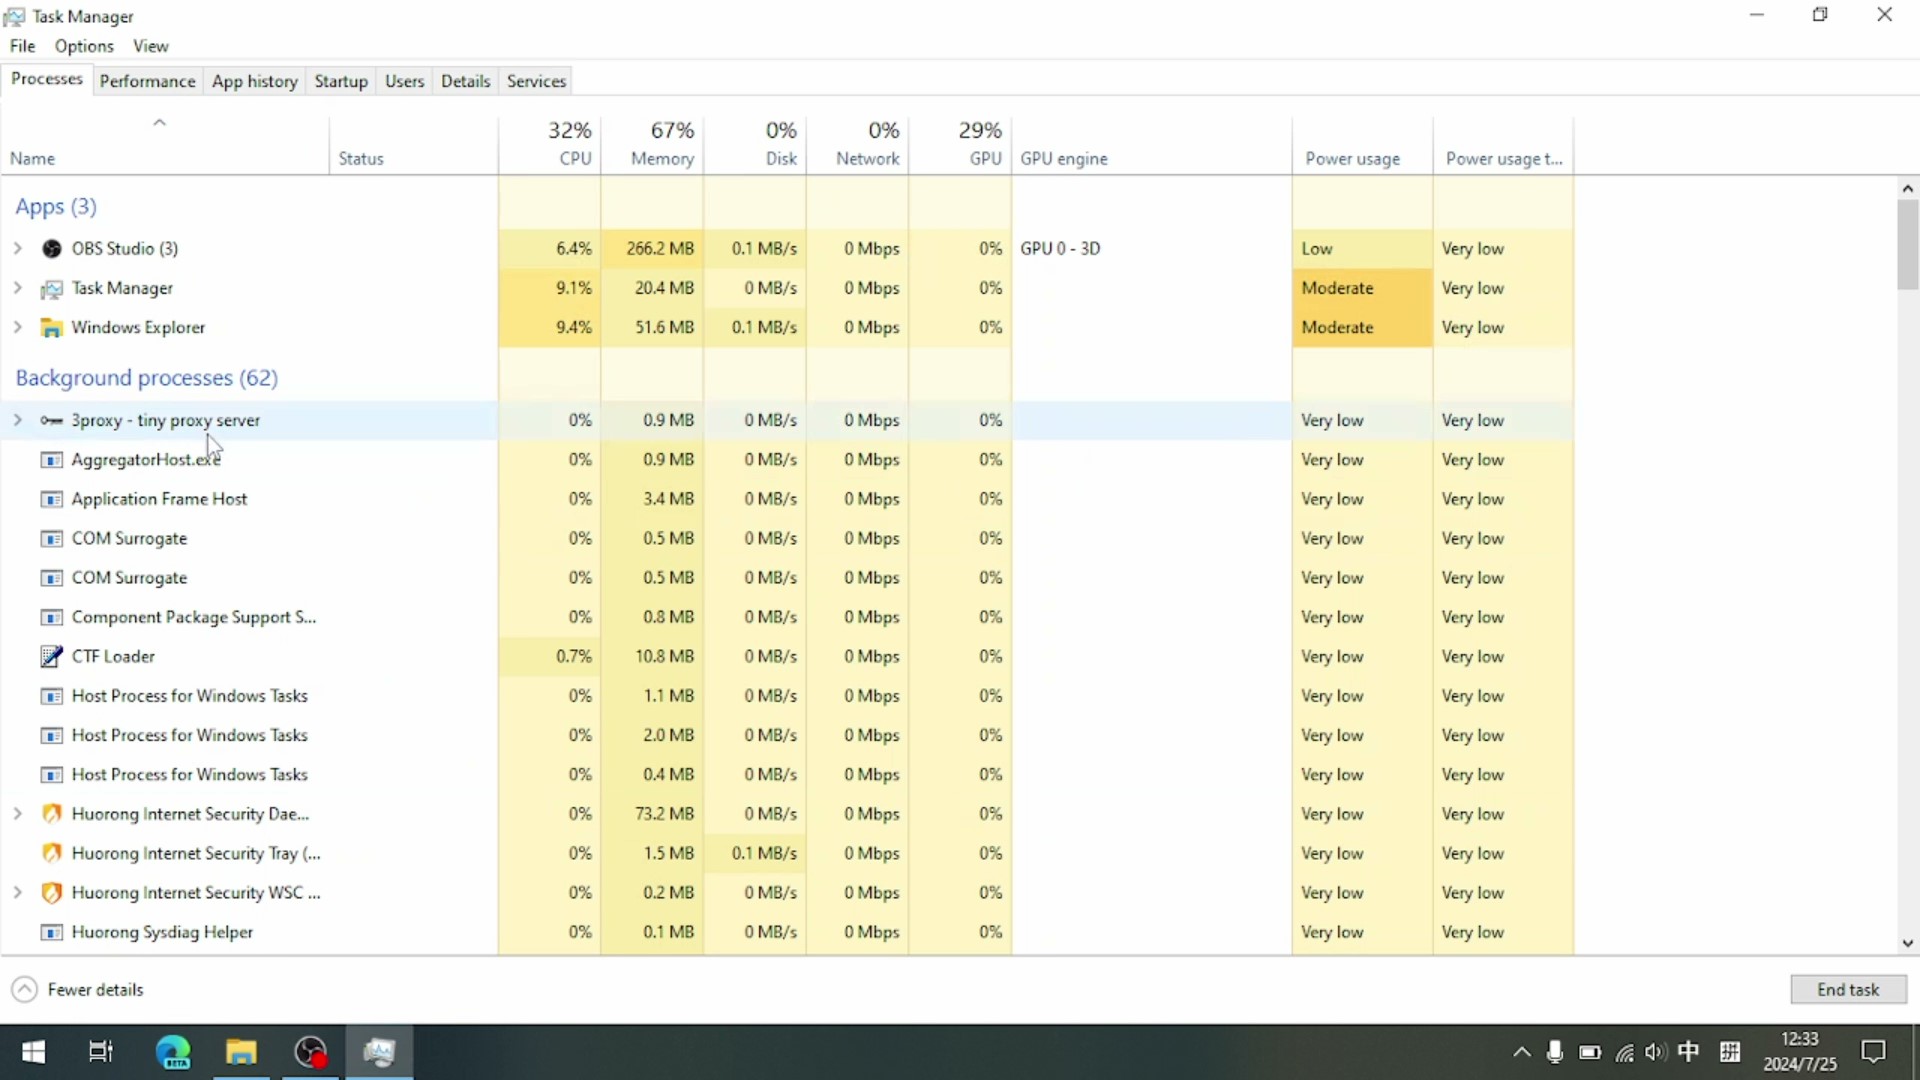 Task Manager
File Options View
Processes Performance App history Startup Users Details Services
32% 67% 0% 0% 29%
Name Status CPU Memory Disk Network GPU GPU engine Power usage Power usage t...
Apps (3)
OBS Studio (3) 6.4% 266.2 MB 0.1 MB/s 0 Mbps 0% GPU 0 - 3D Low Very low
Task Manager 9.1% 20.4 MB 0 MB/s 0 Mbps 0% Moderate Very low
Windows Explorer 9.4% 51.6 MB 0.1 MB/s 0 Mbps 0% Moderate Very low
Background processes (62)
3proxy - tiny proxy server 0% 0.9 MB 0 MB/s 0 Mbps 0% Very low Very low
AggregatorHost.exe 0% 0.9 MB 0 MB/s 0 Mbps 0% Very low Very low
Application Frame Host 0% 3.4 MB 0 MB/s 0 Mbps 0% Very low Very low
COM Surrogate 0% 0.5 MB 0 MB/s 0 Mbps 0% Very low Very low
COM Surrogate 0% 0.5 MB 0 MB/s 0 Mbps 0% Very low Very low
Component Package Support S... 0% 0.8 MB 0 MB/s 0 Mbps 0% Very low Very low
CTF Loader 0.7% 10.8 MB 0 MB/s 0 Mbps 0% Very low Very low
Host Process for Windows Tasks 0% 1.1 MB 0 MB/s 0 Mbps 0% Very low Very low
Host Process for Windows Tasks 0% 2.0 MB 0 MB/s 0 Mbps 0% Very low Very low
Host Process for Windows Tasks 0% 0.4 MB 0 MB/s 0 Mbps 0% Very low Very low
Huorong Internet Security Dae... 0% 73.2 MB 0 MB/s 0 Mbps 0% Very low Very low
Huorong Internet Security Tray (... 0% 1.5 MB 0.1 MB/s 0 Mbps 0% Very low Very low
Huorong Internet Security WSC ... 0% 0.2 MB 0 MB/s 0 Mbps 0% Very low Very low
Huorong Sysdiag Helper 0% 0.1 MB 0 MB/s 0 Mbps 0% Very low Very low
Fewer details End task
BETA 中 拼 12:33
2024/7/25